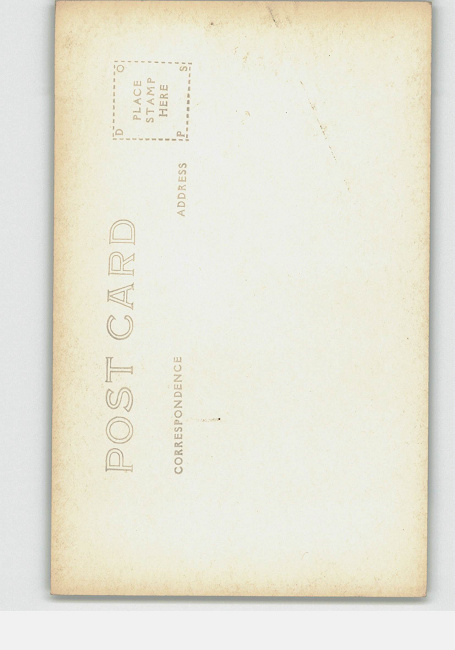 POST CARD
CORRESPONDENCE
ADDRESS
PLACE
STAMP
HERE
D O
P S